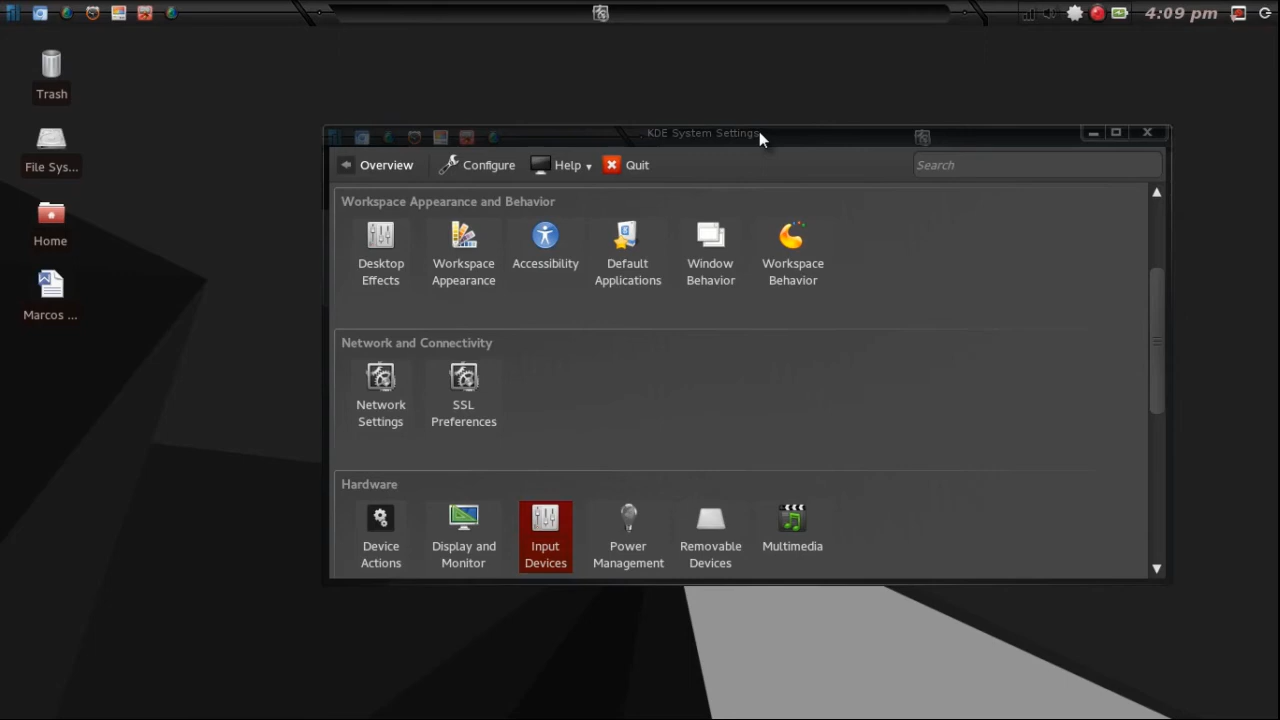 4:09 pm
Trash
File Sys...
Home
Marcos ...
KDE System Settings
Overview Configure Help Quit Search
Workspace Appearance and Behavior
Desktop Effects
Workspace Appearance
Accessibility
Default Applications
Window Behavior
Workspace Behavior
Network and Connectivity
Network Settings
SSL Preferences
Hardware
Device Actions
Display and Monitor
Input Devices
Power Management
Removable Devices
Multimedia